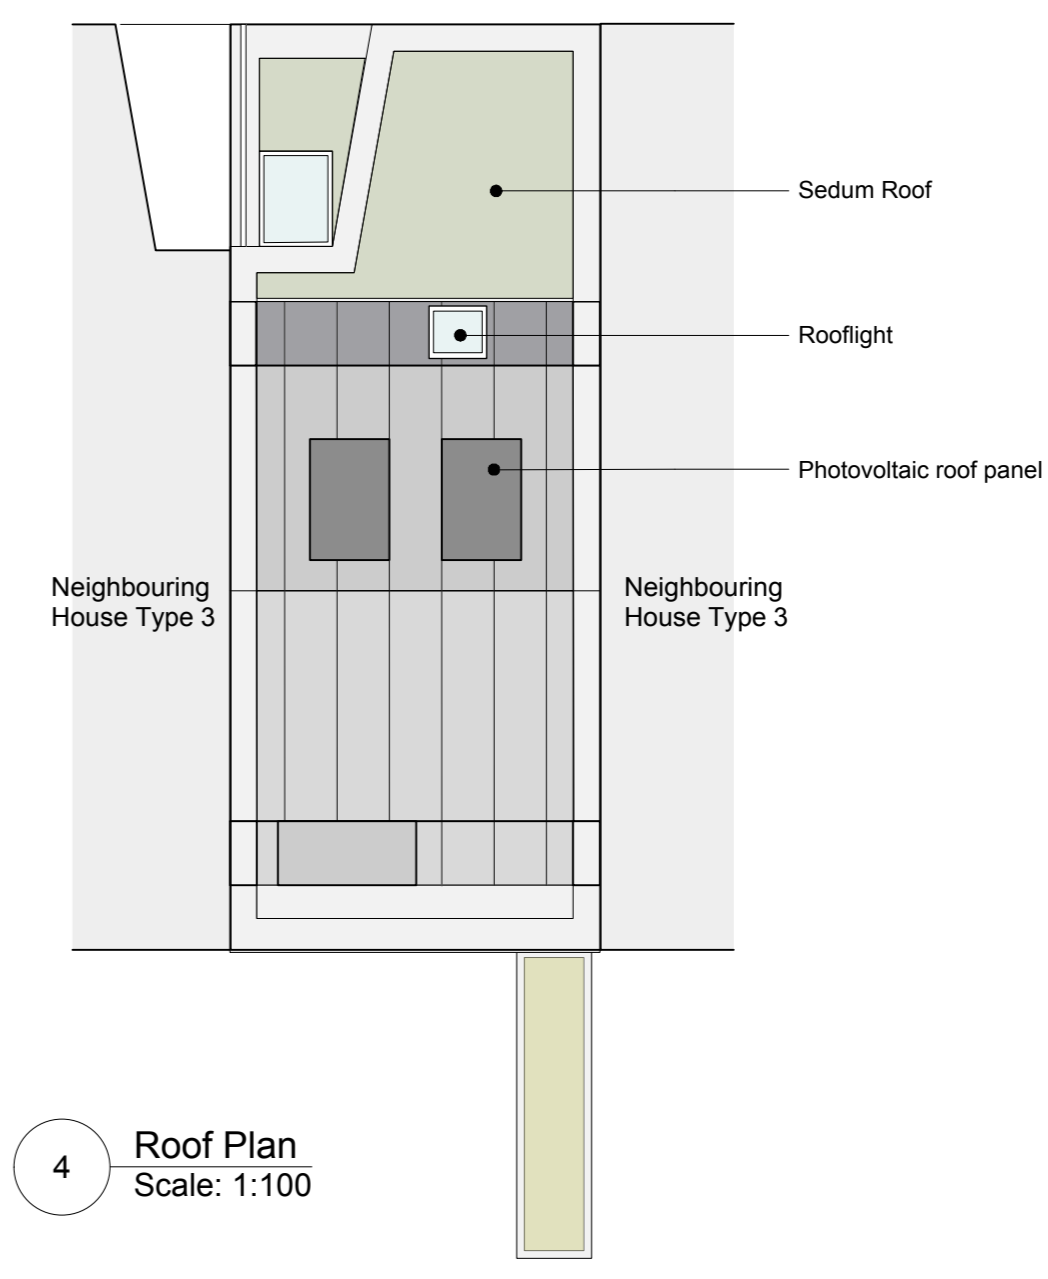 Sedum Roof
Rooflight
Photovoltaic roof panel
Neighbouring
House Type 3
Neighbouring
House Type 3
4
Roof Plan
Scale: 1:100